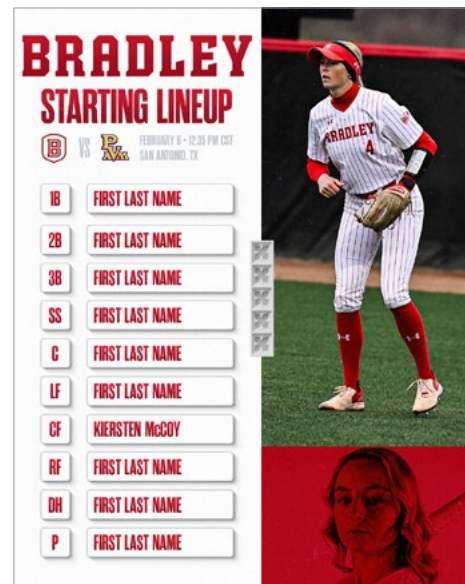 BRADLEY
STARTING LINEUP
B VS PVAM FEBRUARY 6 • 12:35 PM CST
SAN ANTONIO, TX
1B FIRST LAST NAME
2B FIRST LAST NAME
3B FIRST LAST NAME
SS FIRST LAST NAME
C FIRST LAST NAME
LF FIRST LAST NAME
CF KIERSTEN McCOY
RF FIRST LAST NAME
DH FIRST LAST NAME
P FIRST LAST NAME
BRADLEY
4